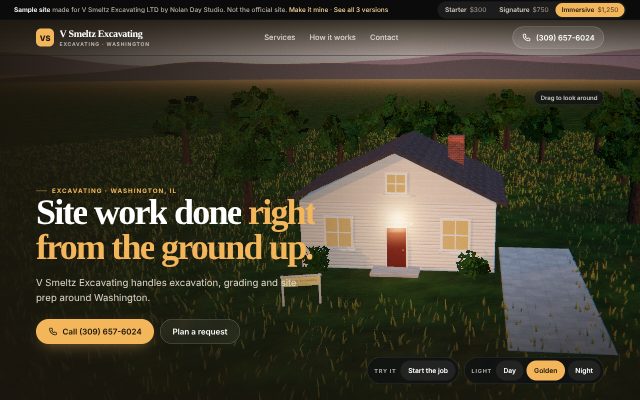 Sample site made for V Smeltz Excavating LTD by Nolan Day Studio. Not the official site. Make it mine · See all 3 versions
Starter $300 Signature $750 Immersive $1,250
VS V Smeltz Excavating
EXCAVATING · WASHINGTON
Services How it works Contact
(309) 657-6024
Drag to look around
EXCAVATING · WASHINGTON, IL
Site work done right
from the ground up.
V Smeltz Excavating handles excavation, grading and site
prep around Washington.
Call (309) 657-6024 Plan a request
TRY IT Start the job LIGHT Day Golden Night